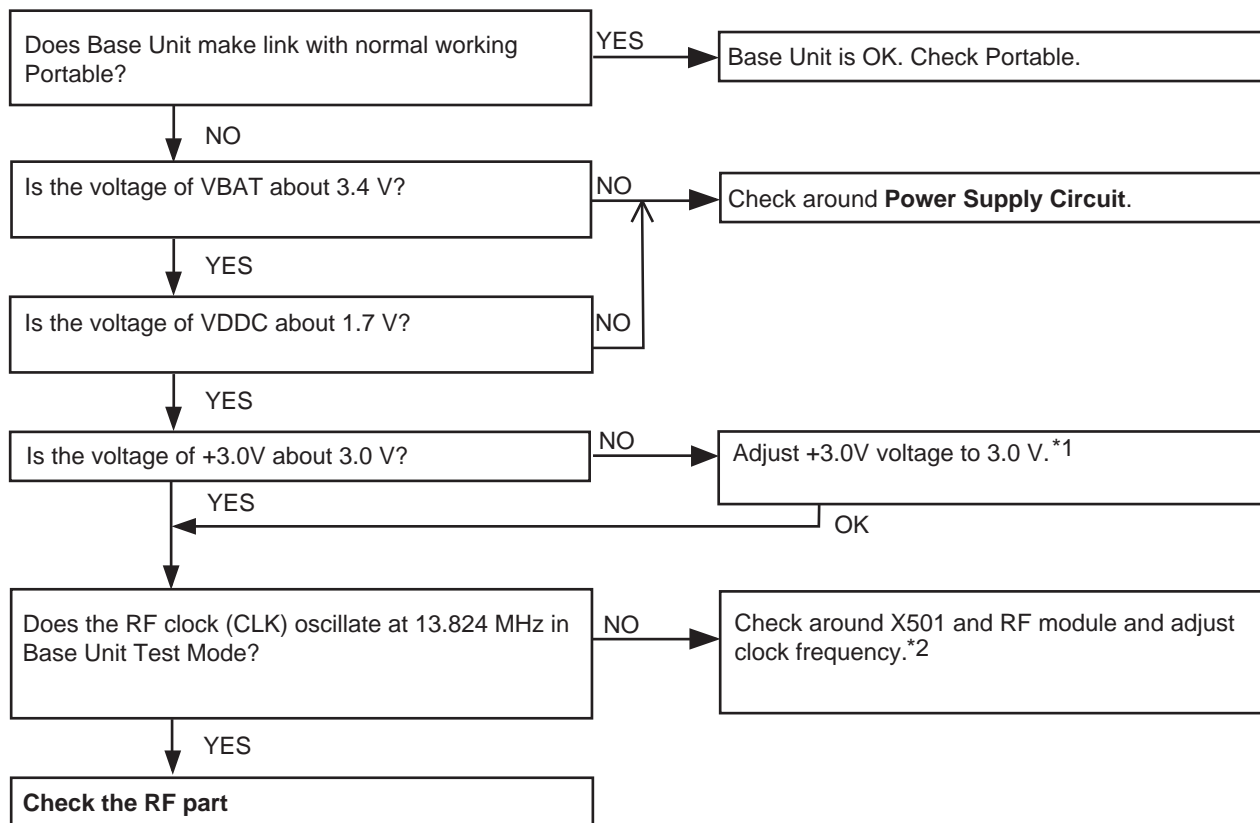 Does Base Unit make link with normal working
Portable?
YES
Base Unit is OK. Check Portable.
NO
Is the voltage of VBAT about 3.4 V?
NO
Check around Power Supply Circuit.
YES
Is the voltage of VDDC about 1.7 V?
NO
YES
Is the voltage of +3.0V about 3.0 V?
NO
Adjust +3.0V voltage to 3.0 V.*1
YES
OK
Does the RF clock (CLK) oscillate at 13.824 MHz in
Base Unit Test Mode?
NO
Check around X501 and RF module and adjust
clock frequency.*2
YES
Check the RF part